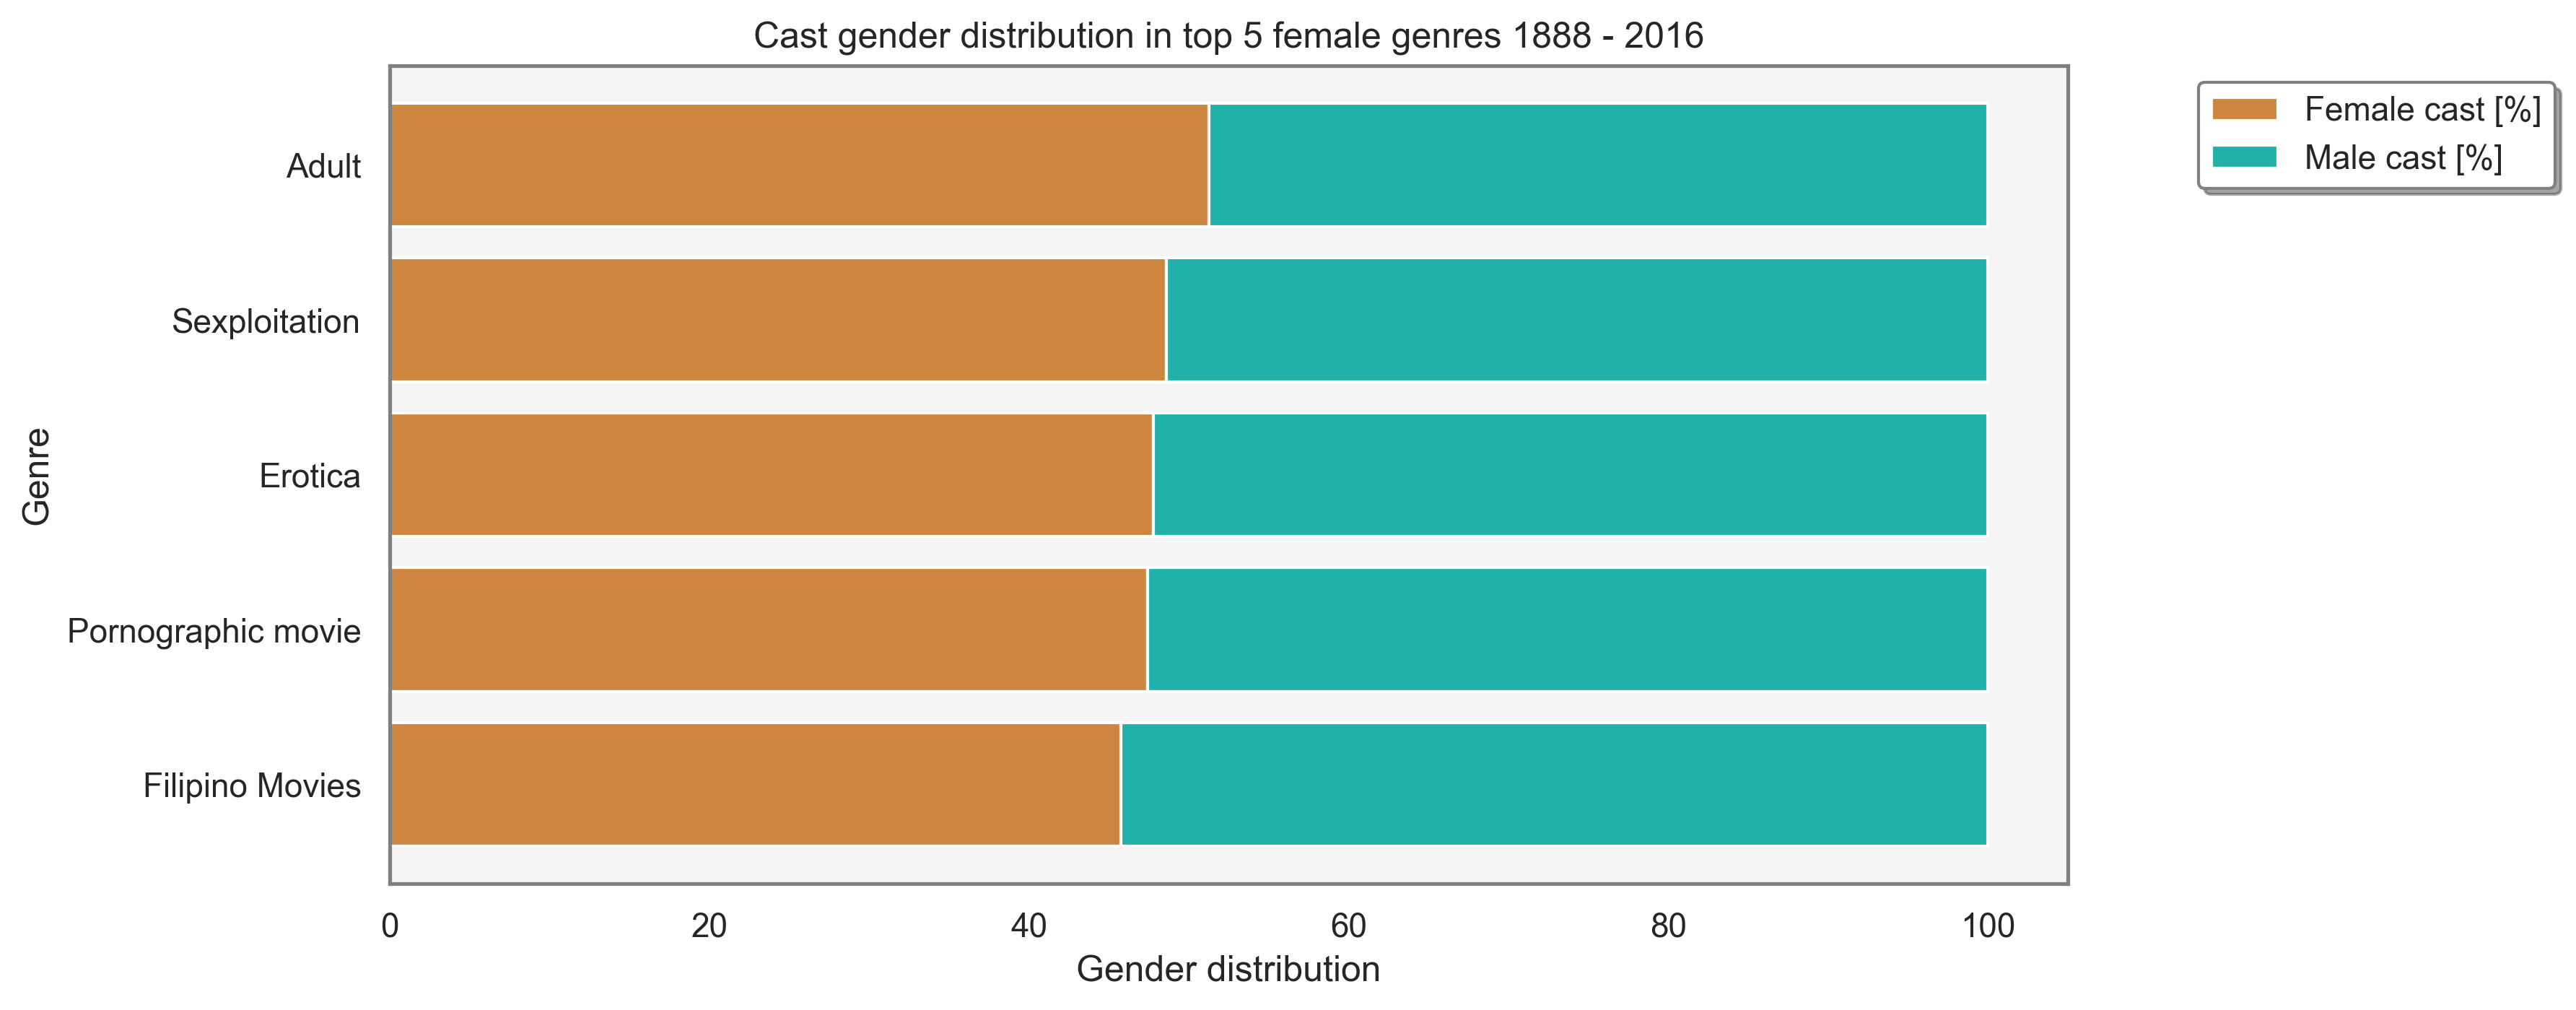 Cast gender distribution in top 5 female genres 1888 - 2016
Female cast [%]
Male cast [%]
Genre
Adult
Sexploitation
Erotica
Pornographic movie
Filipino Movies
0 20 40 60 80 100
Gender distribution